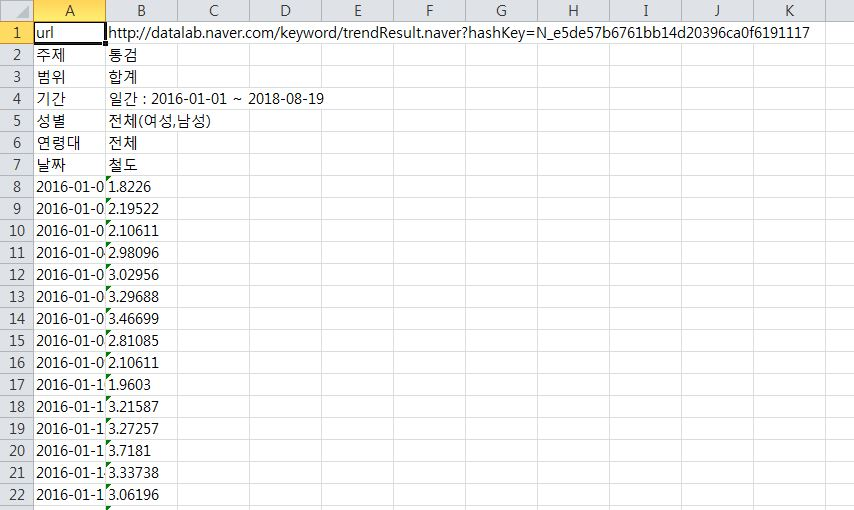 A B C D E F G H I J K
1 url http://datalab.naver.com/keyword/trendResult.naver?hashKey=N_e5de57b6761bb14d20396ca0f6191117
2 주제 통검
3 범위 합계
4 기간 일간 : 2016-01-01 ~ 2018-08-19
5 성별 전체(여성,남성)
6 연령대 전체
7 날짜 철도
8 2016-01-0 1.8226
9 2016-01-0 2.19522
10 2016-01-0 2.10611
11 2016-01-0 2.98096
12 2016-01-0 3.02956
13 2016-01-0 3.29688
14 2016-01-0 3.46699
15 2016-01-0 2.81085
16 2016-01-0 2.10611
17 2016-01-1 1.9603
18 2016-01-1 3.21587
19 2016-01-1 3.27257
20 2016-01-1 3.7181
21 2016-01-1 3.33738
22 2016-01-1 3.06196